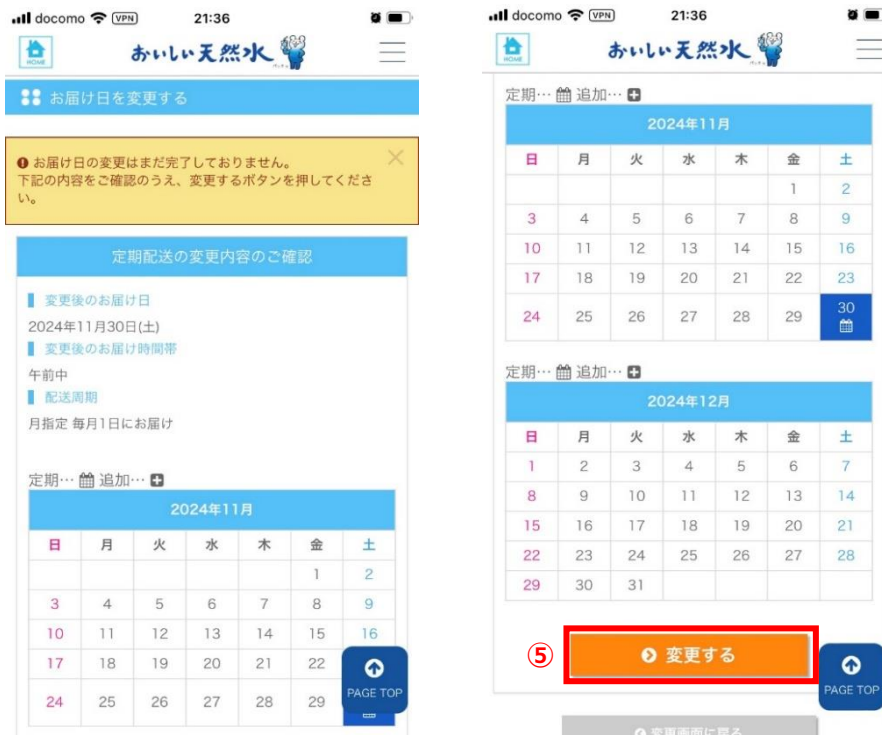 docomo VPN 21:36
HOME おいしい天然水
お届け日を変更する
お届け日の変更はまだ完了しておりません。
下記の内容をご確認のうえ、変更するボタンを押してくださ
い。
定期配送の変更内容のご確認
変更後のお届け日
2024年11月30日(土)
変更後のお届け時間帯
午前中
配送周期
月指定 毎月1日にお届け
定期… 追加…
2024年11月
日 月 火 水 木 金 土
1 2
3 4 5 6 7 8 9
10 11 12 13 14 15 16
17 18 19 20 21 22
24 25 26 27 28 29
PAGE TOP
docomo VPN 21:36
HOME おいしい天然水
定期… 追加…
2024年11月
日 月 火 水 木 金 土
1 2
3 4 5 6 7 8 9
10 11 12 13 14 15 16
17 18 19 20 21 22 23
24 25 26 27 28 29 30
定期… 追加…
2024年12月
日 月 火 水 木 金 土
1 2 3 4 5 6 7
8 9 10 11 12 13 14
15 16 17 18 19 20 21
22 23 24 25 26 27 28
29 30 31
⑤ 変更する
PAGE TOP
変更画面に戻る